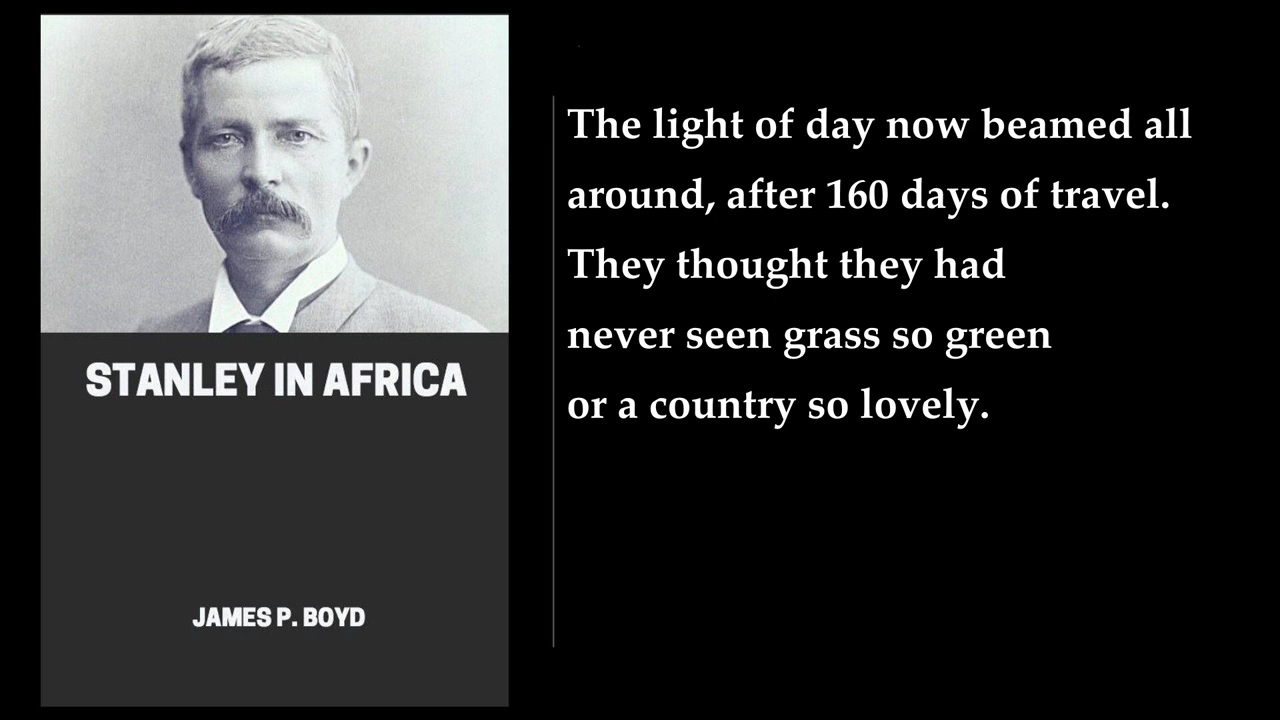 STANLEY IN AFRICA
JAMES P. BOYD
The light of day now beamed all
around, after 160 days of travel.
They thought they had
never seen grass so green
or a country so lovely.